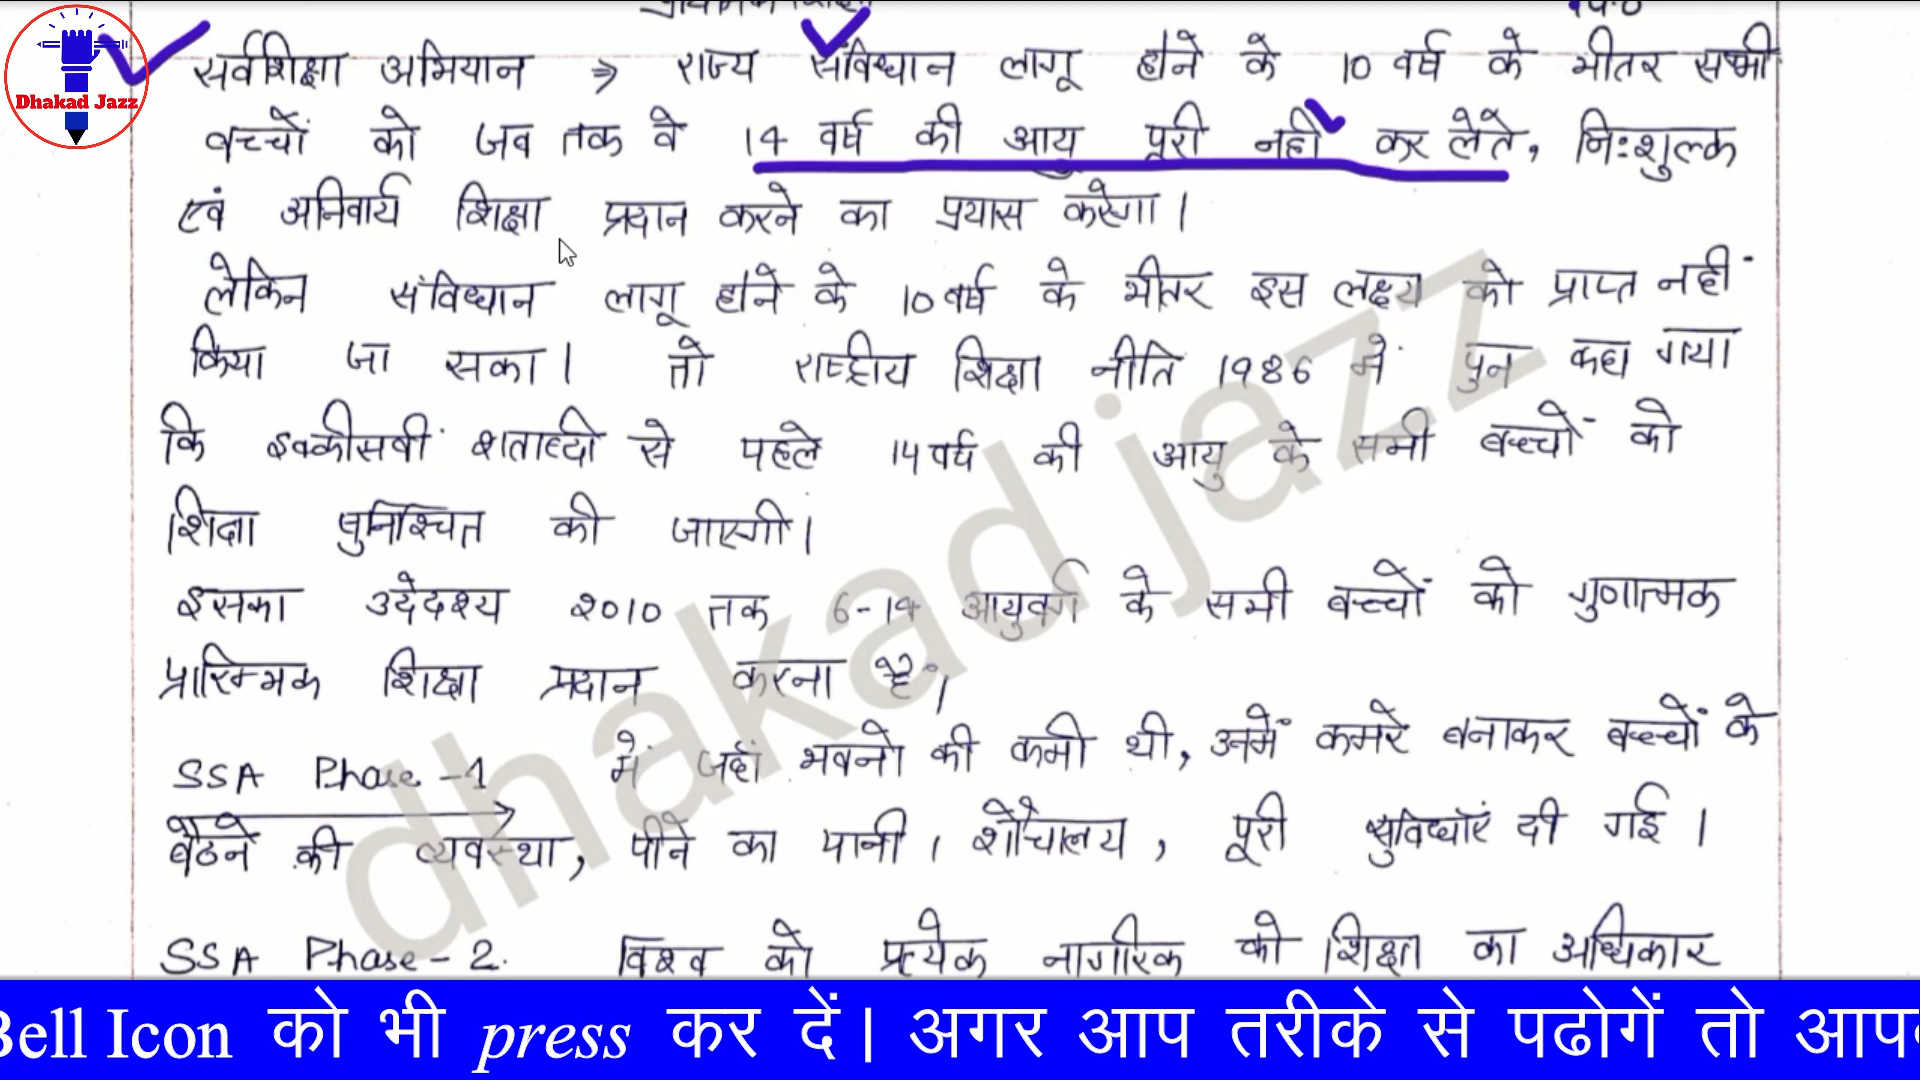 सर्वशिक्षा अभियान ⇒ राज्य संविधान लागू होने के 10 वर्ष के भीतर सभी
बच्चों को जब तक वे 14 वर्ष की आयु पूरी नहीं कर लेते, निःशुल्क
एवं अनिवार्य शिक्षा प्रदान करने का प्रयास करेगा।
लेकिन संविधान लागू होने के 10 वर्ष के भीतर इस लक्ष्य को प्राप्त नहीं
किया जा सका। तो राष्ट्रीय शिक्षा नीति 1986 में पुन कहा गया
कि इक्कीसवीं शताब्दी से पहले 14 वर्ष की आयु के सभी बच्चों को
शिक्षा सुनिश्चित की जाएगी।
इसका उद्देश्य २०10 तक 6-14 आयुवर्ग के सभी बच्चों को गुणात्मक
प्रारम्भिक शिक्षा प्रदान करना है।
SSA Phase -1 में जहां भवनों की कमी थी, उनमें कमरे बनाकर बच्चों के
बैठने की व्यवस्था, पीने का पानी। शौचालय, पूरी सुविधाएं दी गई।
SSA Phase - 2. विश्व के प्रत्येक नागरिक को शिक्षा का अधिकार
Dhakad Jazz
dhakad jazz
Bell Icon को भी press कर दें। अगर आप तरीके से पढोगें तो